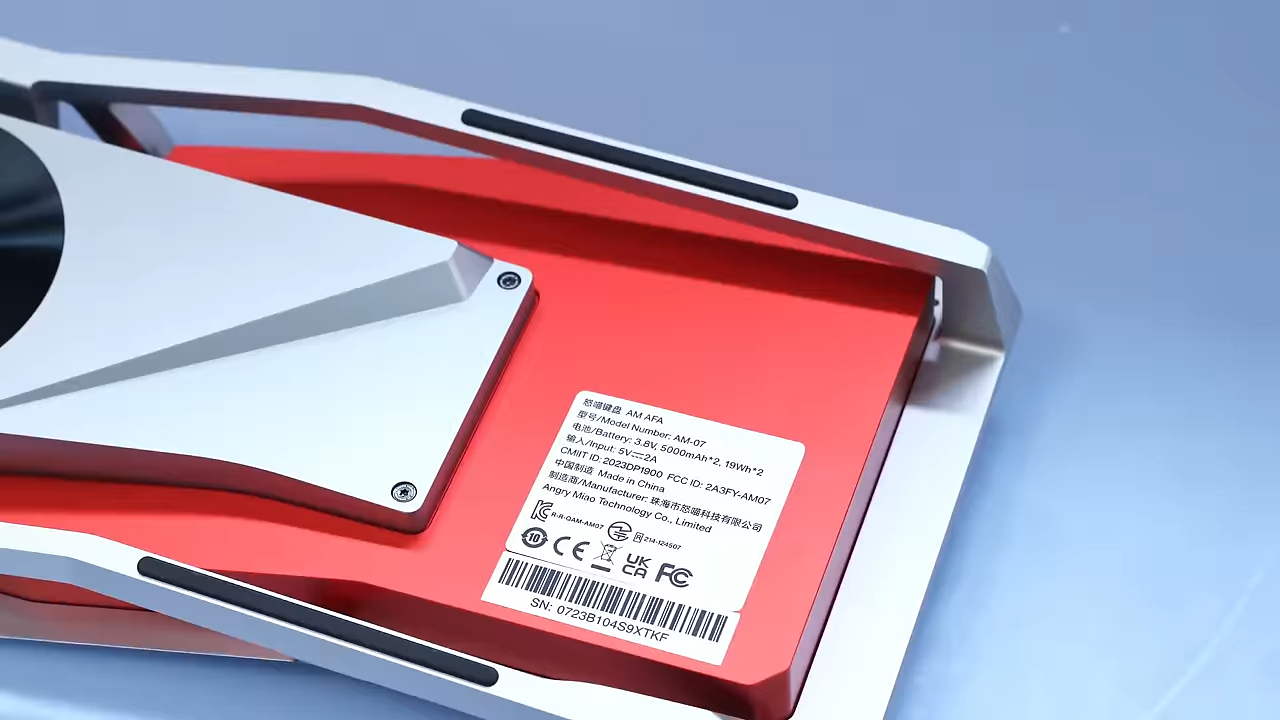 怒喵键盘 AM AFA
型号/Model Number: AM-07
电池/Battery: 3.8V, 5000mAh*2, 19Wh*2
输入/Input: 5V⎓2A
CMIIT ID: 2023DP1900 FCC ID: 2A3FY-AM07
中国制造 Made in China
制造商/Manufacturer: 珠海市怒喵科技有限公司
Angry Miao Technology Co., Limited
R-R-OAM-AM07 R 214-124507
10 CE UK CA FC
SN: 0723B104S9XTKF